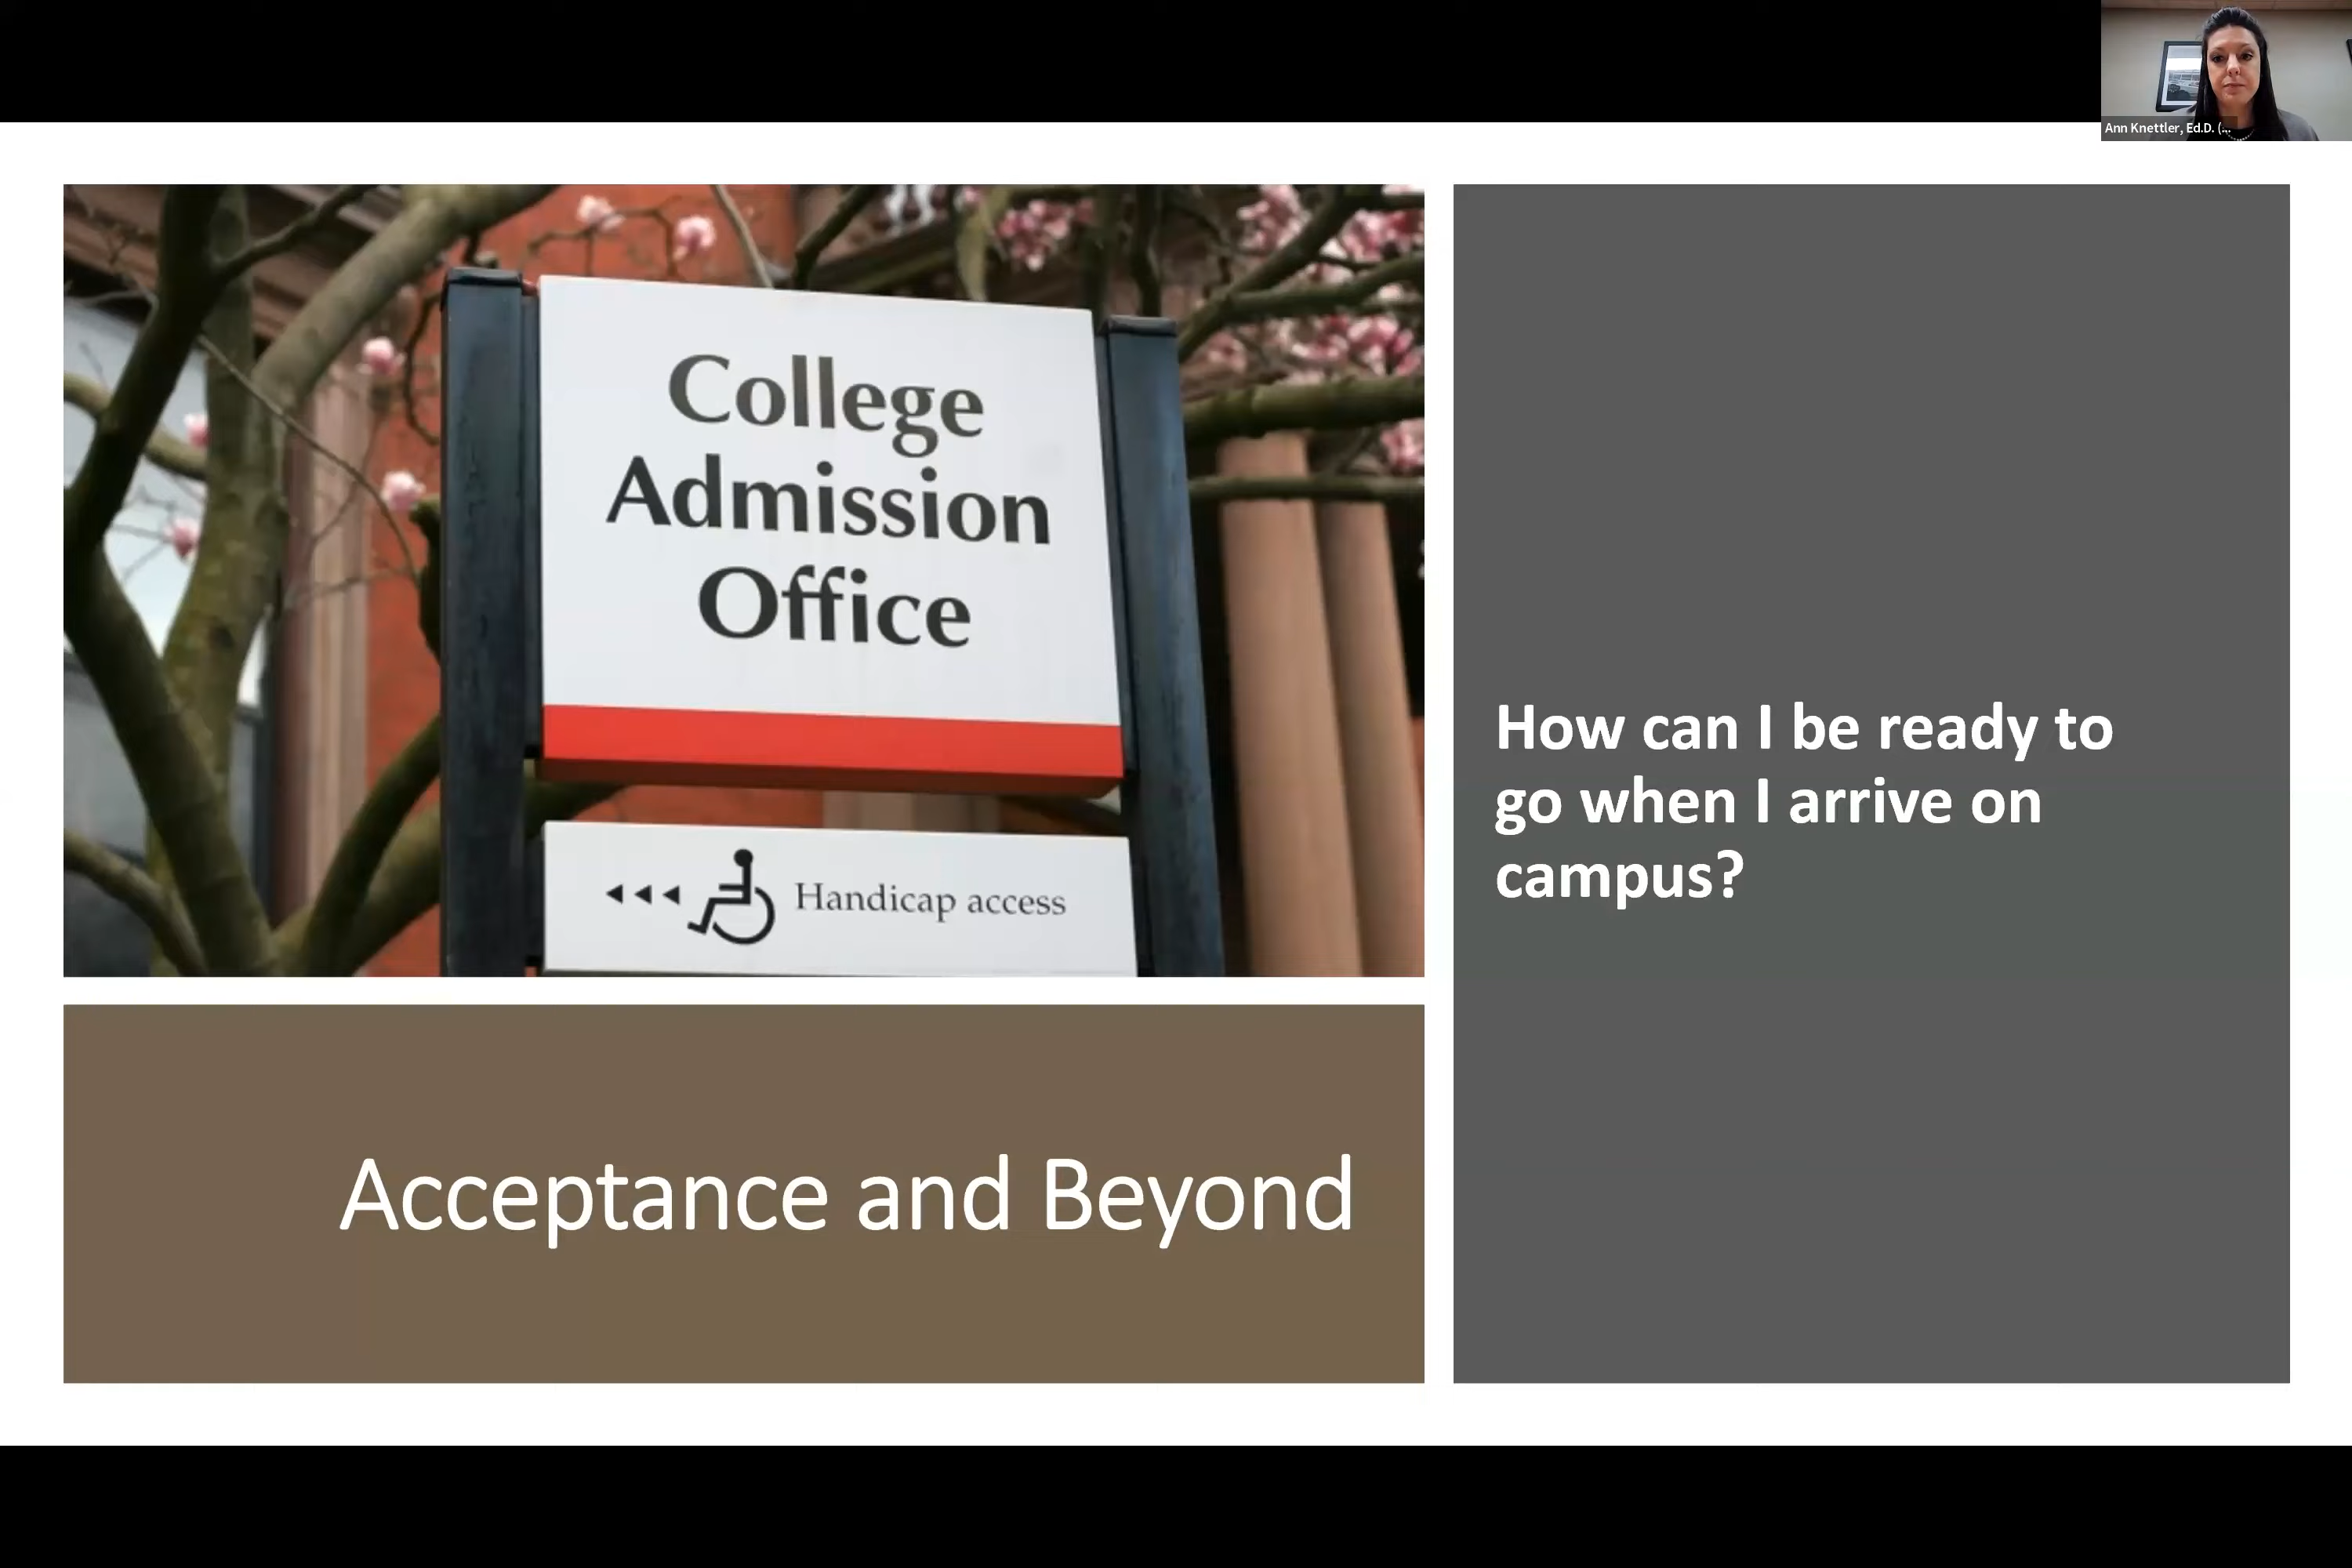 Ann Knettler, Ed.D. (...
College
Admission
Office
Handicap access
How can I be ready to
go when I arrive on
campus?
Acceptance and Beyond